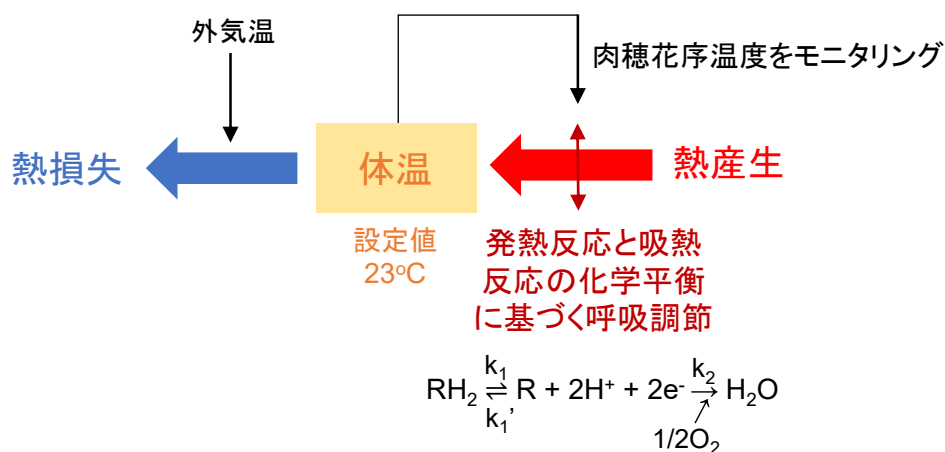 外気温
肉穂花序温度をモニタリング
熱損失
体温
熱産生
設定値
23oC
発熱反応と吸熱
反応の化学平衡
に基づく呼吸調節
RH2 k1 ⇌ k1' R + 2H+ + 2e- k2 → H2O
1/2O2